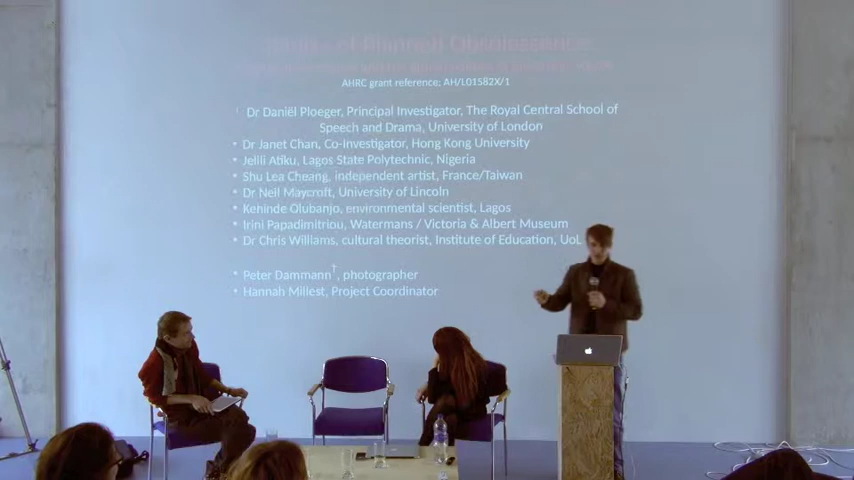 of Planned Obsolescence
AHRC grant reference: AH/L01582X/1
• Dr Daniël Ploeger, Principal Investigator, The Royal Central School of
Speech and Drama, University of London
• Dr Janet Chan, Co-Investigator, Hong Kong University
• Jelili Atiku, Lagos State Polytechnic, Nigeria
• Shu Lea Cheang, independent artist, France/Taiwan
• Dr Neil Maycroft, University of Lincoln
• Kehinde Olubanjo, environmental scientist, Lagos
• Irini Papadimitriou, Watermans / Victoria & Albert Museum
• Dr Chris Williams, cultural theorist, Institute of Education, UoL
• Peter Dammann†, photographer
• Hannah Millest, Project Coordinator